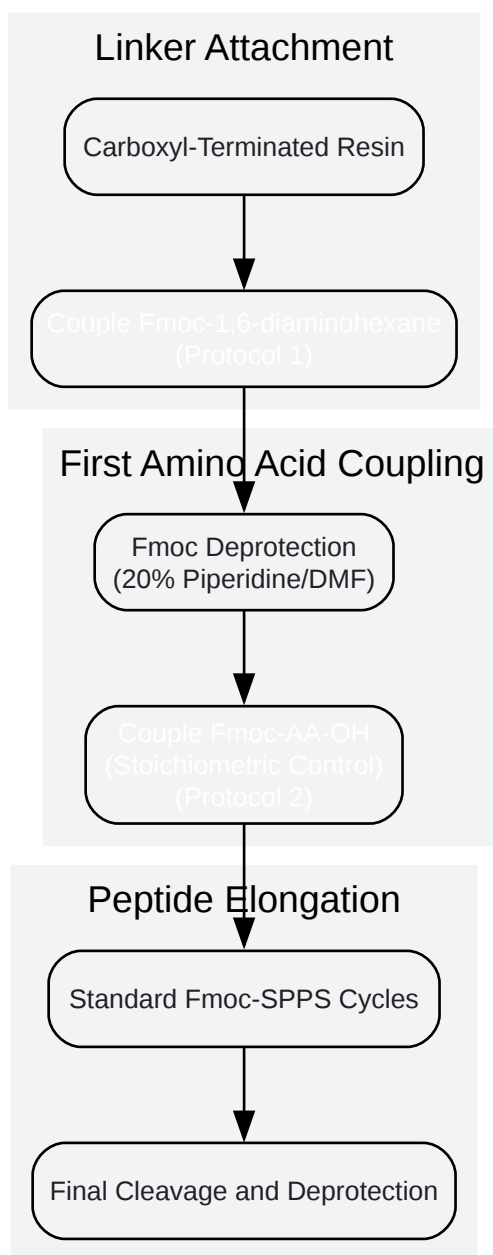 Linker Attachment
Carboxyl-Terminated Resin
Couple Fmoc-1,6-diaminohexane
(Protocol 1)
First Amino Acid Coupling
Fmoc Deprotection
(20% Piperidine/DMF)
Couple Fmoc-AA-OH
(Stoichiometric Control)
(Protocol 2)
Peptide Elongation
Standard Fmoc-SPPS Cycles
Final Cleavage and Deprotection